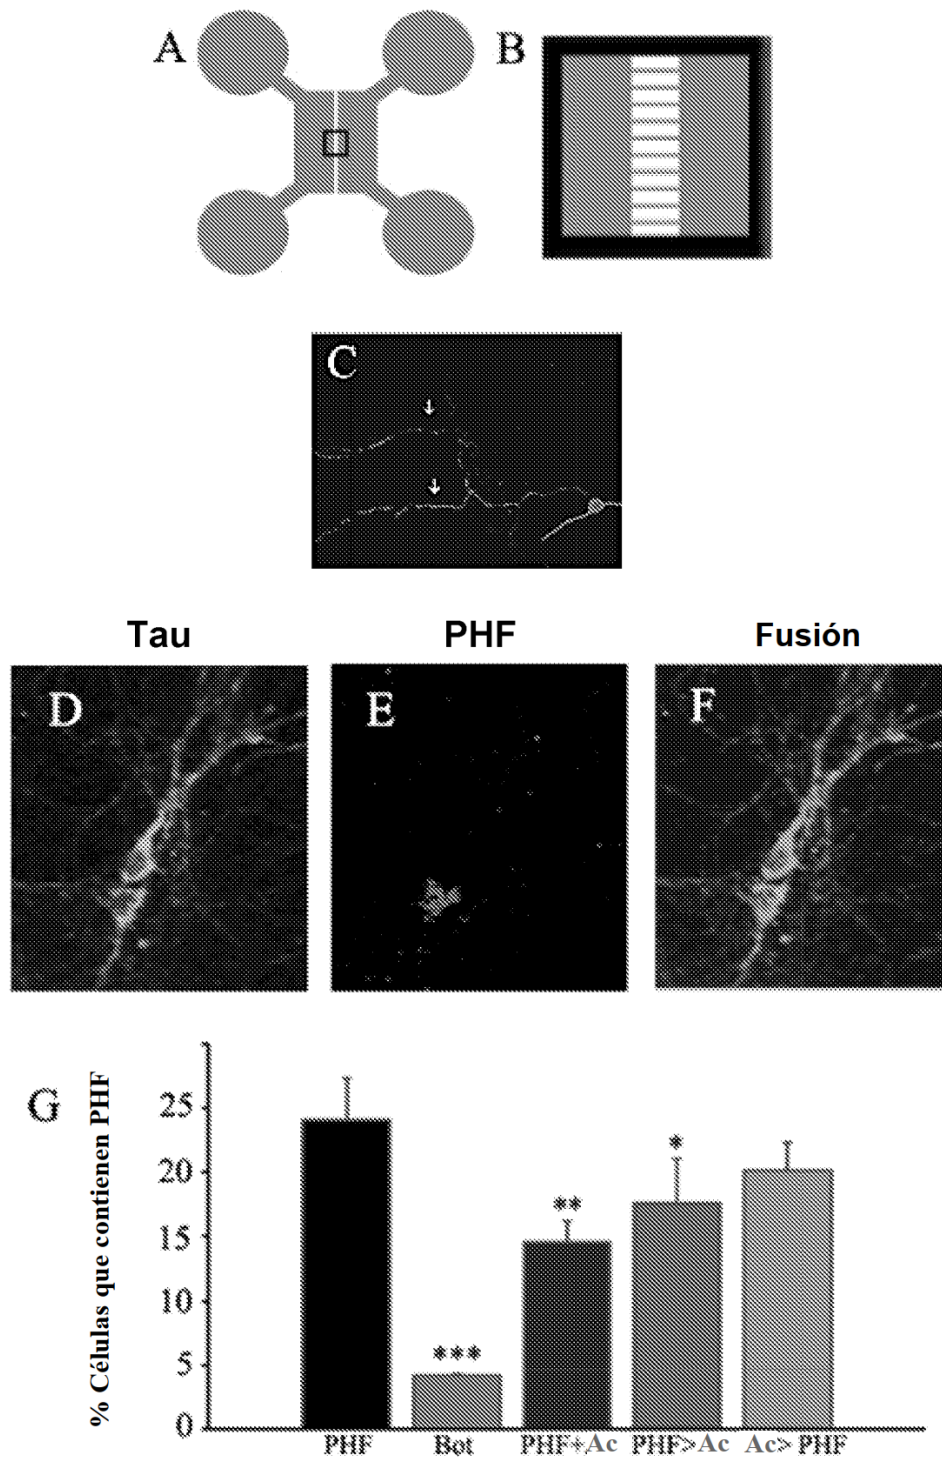 A
B
C
Tau PHF Fusión
D E F
G
% Células que contienen PHF
25
20
15
10
5
0
***
**
*
PHF Bot PHF+Ac PHF>Ac Ac>PHF